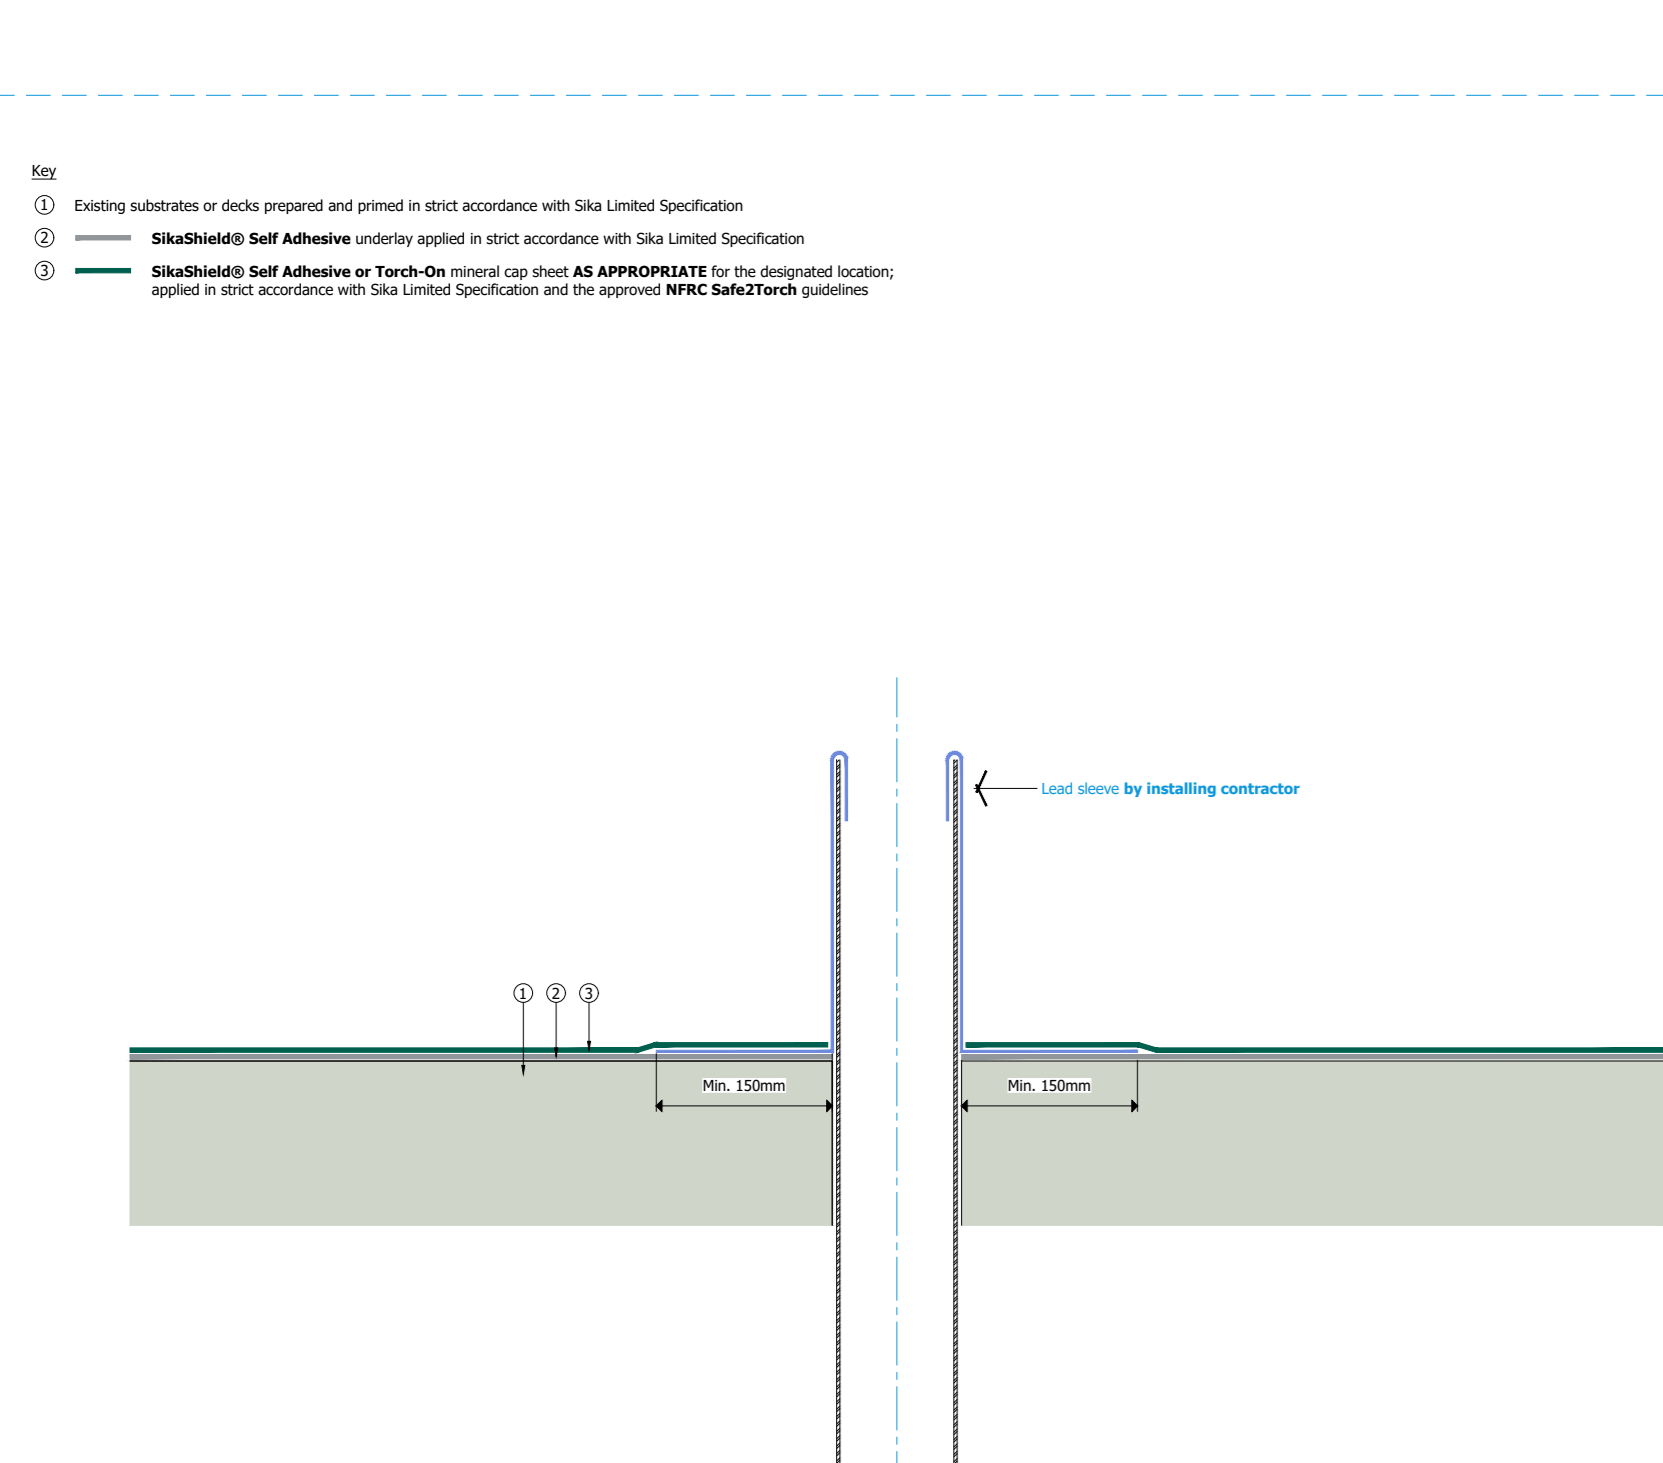 Key
1 Existing substrates or decks prepared and primed in strict accordance with Sika Limited Specification
2 SikaShield® Self Adhesive underlay applied in strict accordance with Sika Limited Specification
3 SikaShield® Self Adhesive or Torch-On mineral cap sheet AS APPROPRIATE for the designated location;
applied in strict accordance with Sika Limited Specification and the approved NFRC Safe2Torch guidelines
Lead sleeve by installing contractor
1 2 3
Min. 150mm Min. 150mm